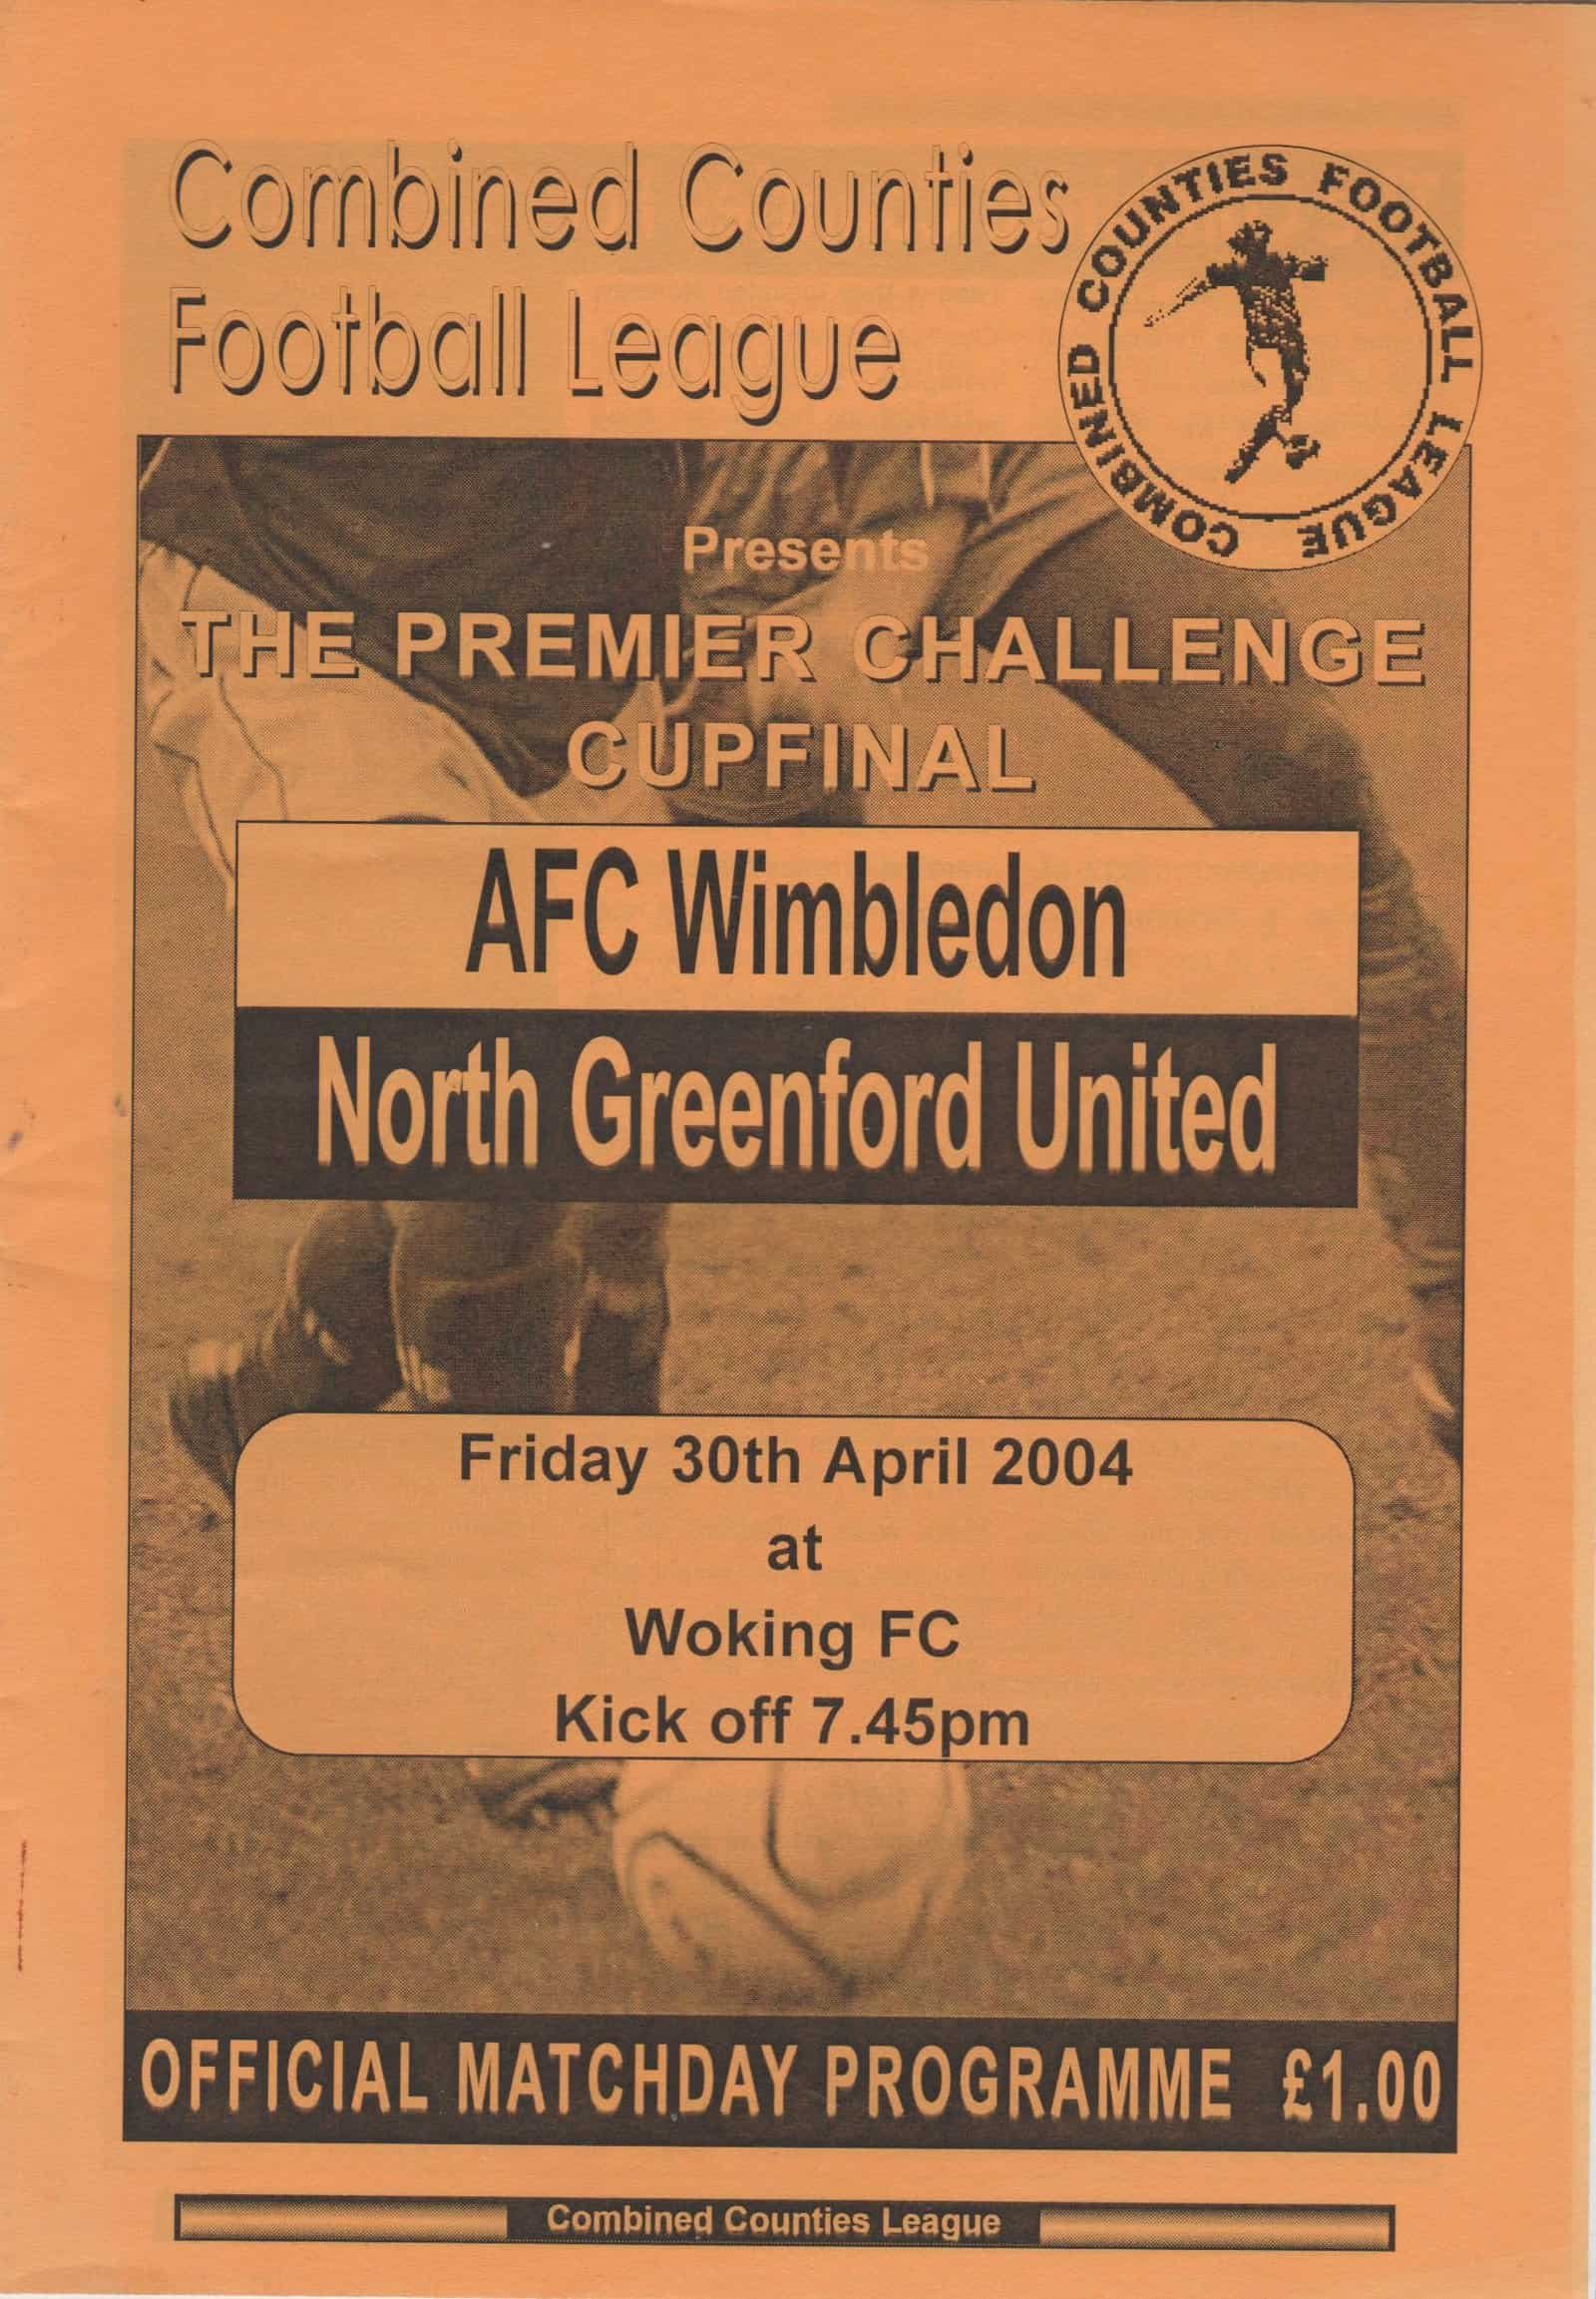 Combined Counties
Football League
COMBINED COUNTIES FOOTBALL LEAGUE
Presents
THE PREMIER CHALLENGE
CUPFINAL
AFC Wimbledon
North Greenford United
Friday 30th April 2004
at
Woking FC
Kick off 7.45pm
OFFICIAL MATCHDAY PROGRAMME £1.00
Combined Counties League